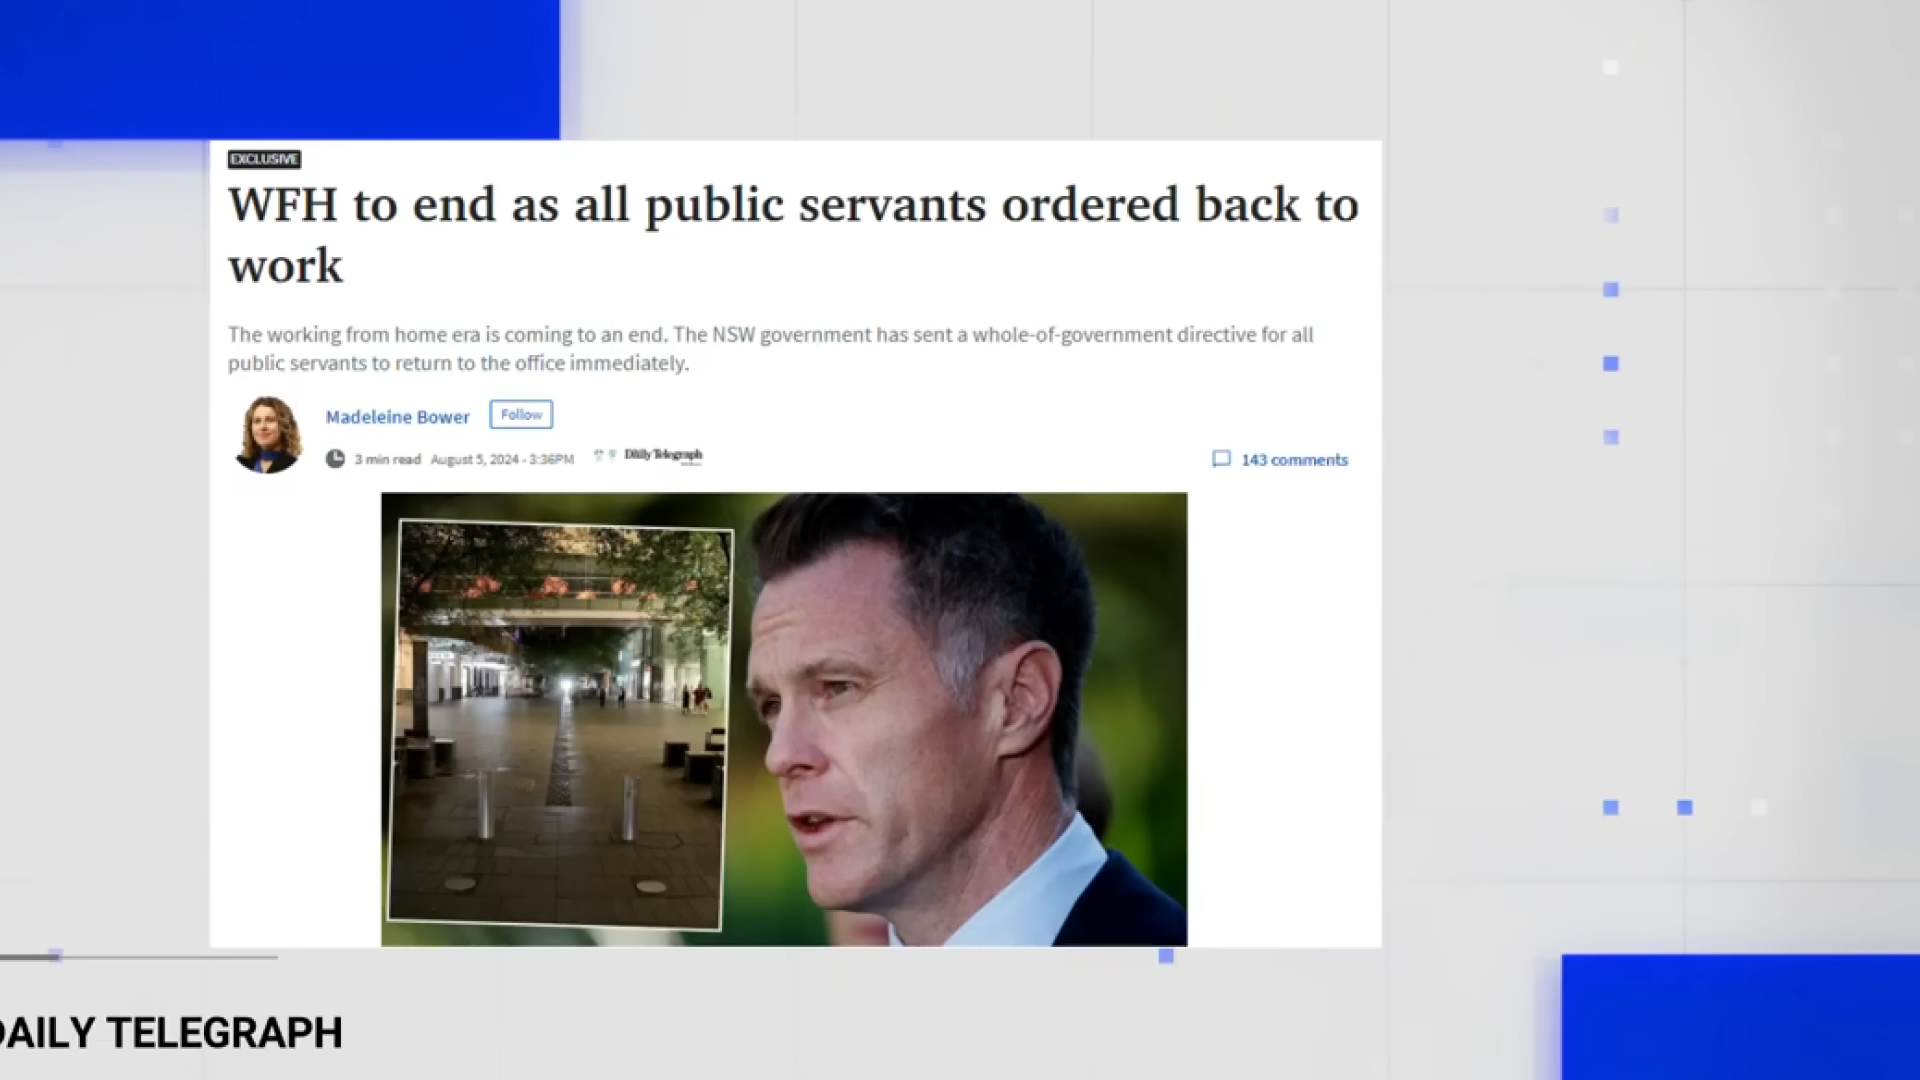 EXCLUSIVE
WFH to end as all public servants ordered back to
work
The working from home era is coming to an end. The NSW government has sent a whole-of-government directive for all
public servants to return to the office immediately.
Madeleine Bower Follow
3 min read August 5, 2024 - 3:36PM Daily Telegraph
143 comments
DAILY TELEGRAPH